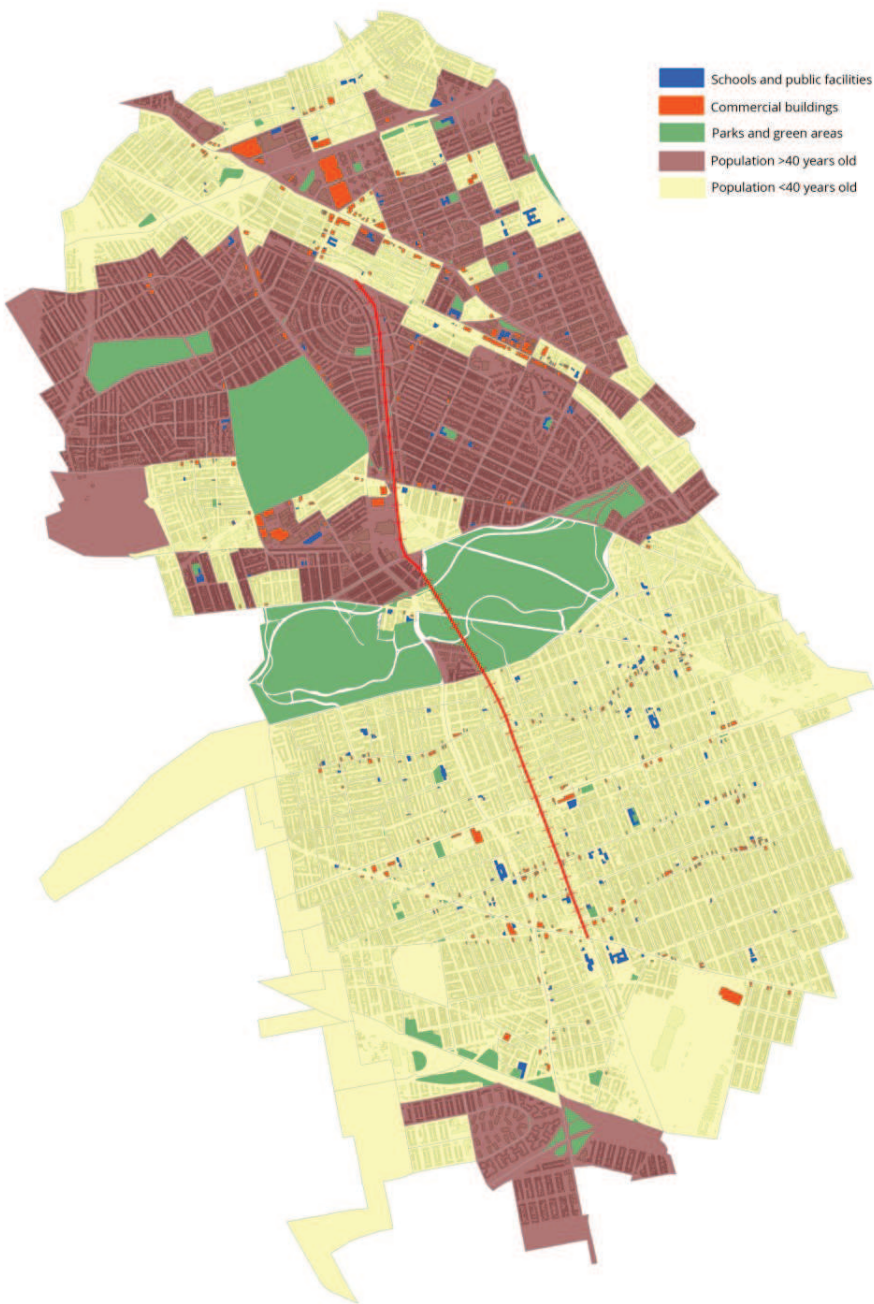 Schools and public facilities
Commercial buildings
Parks and green areas
Population >40 years old
Population <40 years old